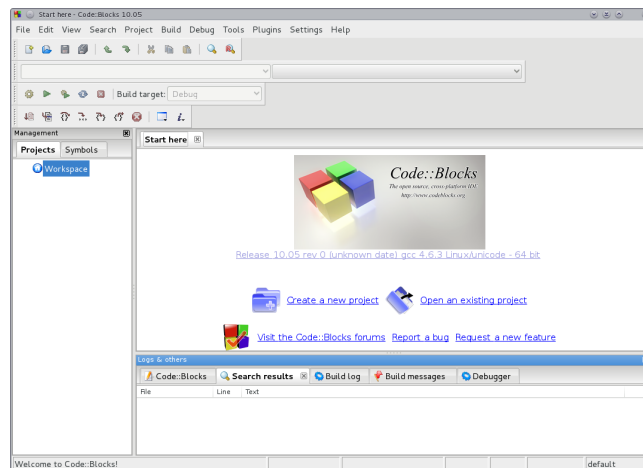 Start here - Code::Blocks 10.05
File Edit View Search Project Build Debug Tools Plugins Settings Help
Build target: Debug
Management
Projects Symbols
Workspace
Start here
Code::Blocks
The open source, cross-platform IDE
http://www.codeblocks.org
Release 10.05 rev 0 (unknown date) gcc 4.6.3 Linux/unicode - 64 bit
Create a new project Open an existing project
Visit the Code::Blocks forums Report a bug Request a new feature
Logs & others
Code::Blocks Search results Build log Build messages Debugger
File Line Text
Welcome to Code::Blocks! default